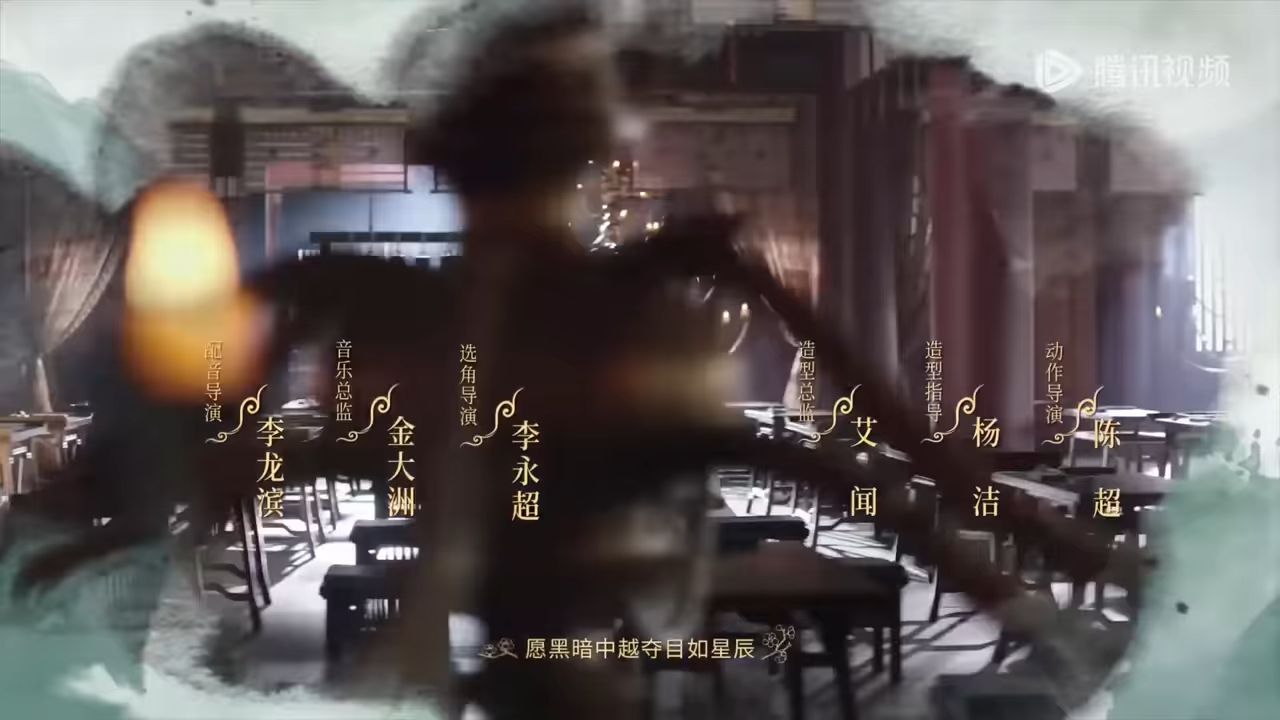 腾讯视频
配音导演
李龙滨
音乐总监
金大洲
选角导演
李永超
造型总监
艾闻
造型指导
杨洁
动作导演
陈超
愿黑暗中越夺目如星辰